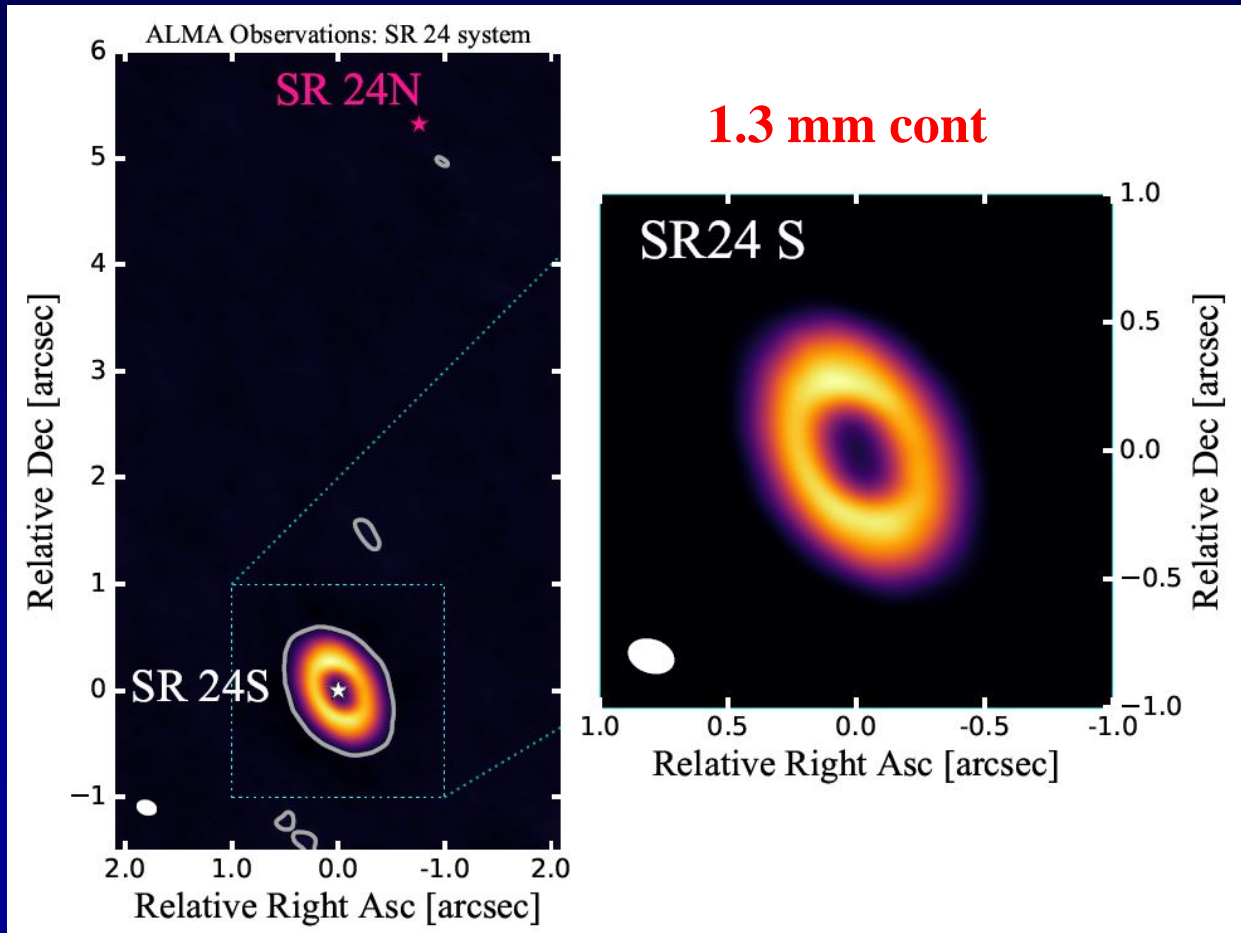 ALMA Observations: SR 24 system
SR 24N
6
5
4
3
2
1
0
−1
Relative Dec [arcsec]
SR 24S
2.0 1.0 0.0 -1.0 2.0
Relative Right Asc [arcsec]
1.3 mm cont
SR24 S
1.0
0.5
0.0
−0.5
−1.0
Relative Dec [arcsec]
1.0 0.5 0.0 -0.5 -1.0
Relative Right Asc [arcsec]